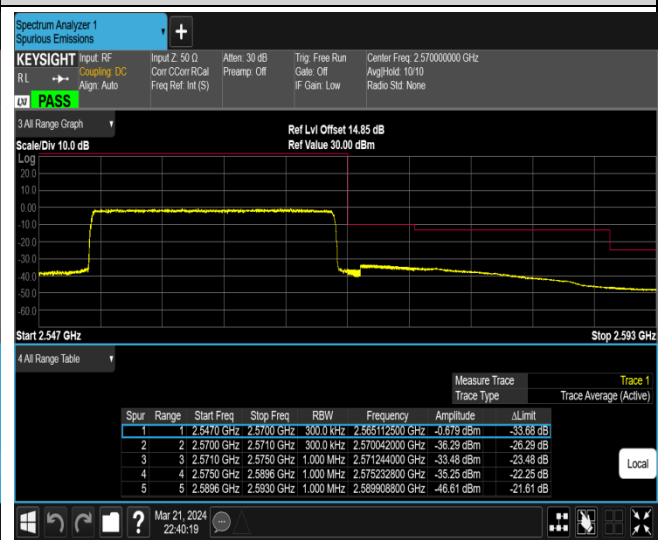 Spectrum Analyzer 1
Spurious Emissions
KEYSIGHT
RL
Input: RF
Coupling: DC
Align: Auto
Input Z: 50 Ω
Corr CCorr RCal
Freq Ref: Int (S)
Atten: 30 dB
Preamp: Off
Trig: Free Run
Gate: Off
IF Gain: Low
Center Freq: 2.570000000 GHz
Avg|Hold: 10/10
Radio Std: None
LXI PASS
3 All Range Graph
Scale/Div 10.0 dB
Ref Lvl Offset 14.85 dB
Ref Value 30.00 dBm
Log
20.0
10.0
0.00
-10.0
-20.0
-30.0
-40.0
-50.0
-60.0
Start 2.547 GHz
Stop 2.593 GHz
4 All Range Table
Measure Trace Trace 1
Trace Type Trace Average (Active)
Spur Range Start Freq Stop Freq RBW Frequency Amplitude ΔLimit
1 1 2.5470 GHz 2.5700 GHz 300.0 kHz 2.565112500 GHz -0.679 dBm -33.68 dB
2 2 2.5700 GHz 2.5710 GHz 300.0 kHz 2.570042000 GHz -36.29 dBm -26.29 dB
3 3 2.5710 GHz 2.5750 GHz 1.000 MHz 2.571244000 GHz -33.48 dBm -23.48 dB
4 4 2.5750 GHz 2.5896 GHz 1.000 MHz 2.575232800 GHz -35.25 dBm -22.25 dB
5 5 2.5896 GHz 2.5930 GHz 1.000 MHz 2.589908800 GHz -46.61 dBm -21.61 dB
Local
Mar 21, 2024
22:40:19